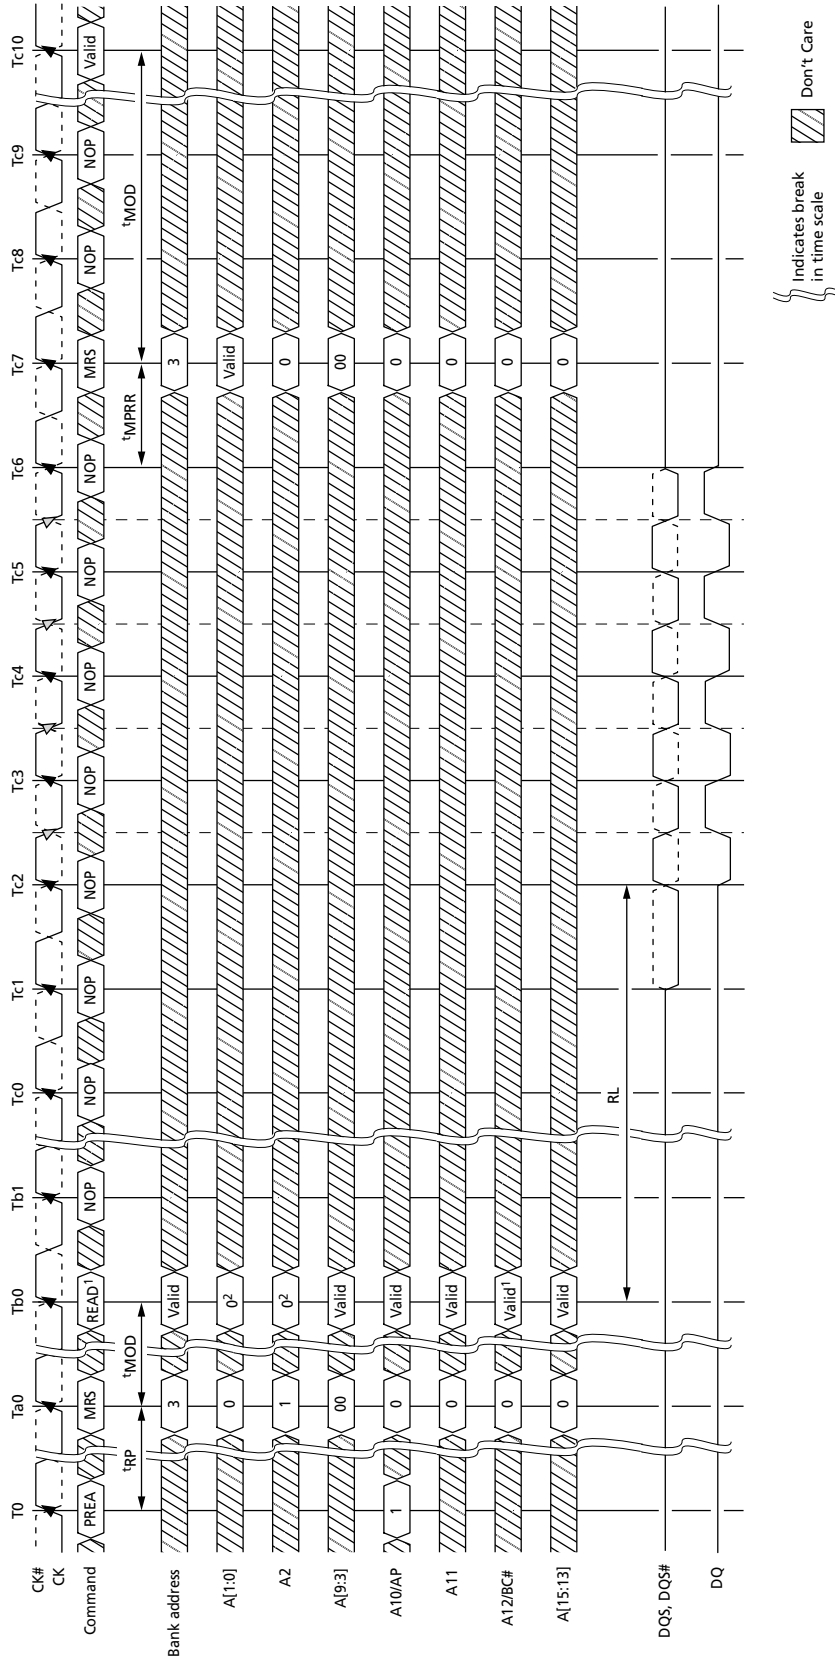 T0 Ta0 Tb0 Tb1 Tc0 Tc1 Tc2 Tc3 Tc4 Tc5 Tc6 Tc7 Tc8 Tc9 Tc10
CK#
CK
Command PREA MRS READ¹ NOP NOP NOP NOP NOP NOP NOP NOP MRS NOP NOP Valid
tRP tMOD tMPRR tMOD
Bank address 3 Valid 3
A[1:0] 0 0² Valid
A2 1 0² 0
A[9:3] 00 Valid 00
A10/AP 1 0 Valid 0
A11 0 Valid 0
A12/BC# 0 Valid¹ 0
A[15:13] 0 Valid 0
RL
DQS, DQS#
DQ
Indicates break
in time scale
Don't Care